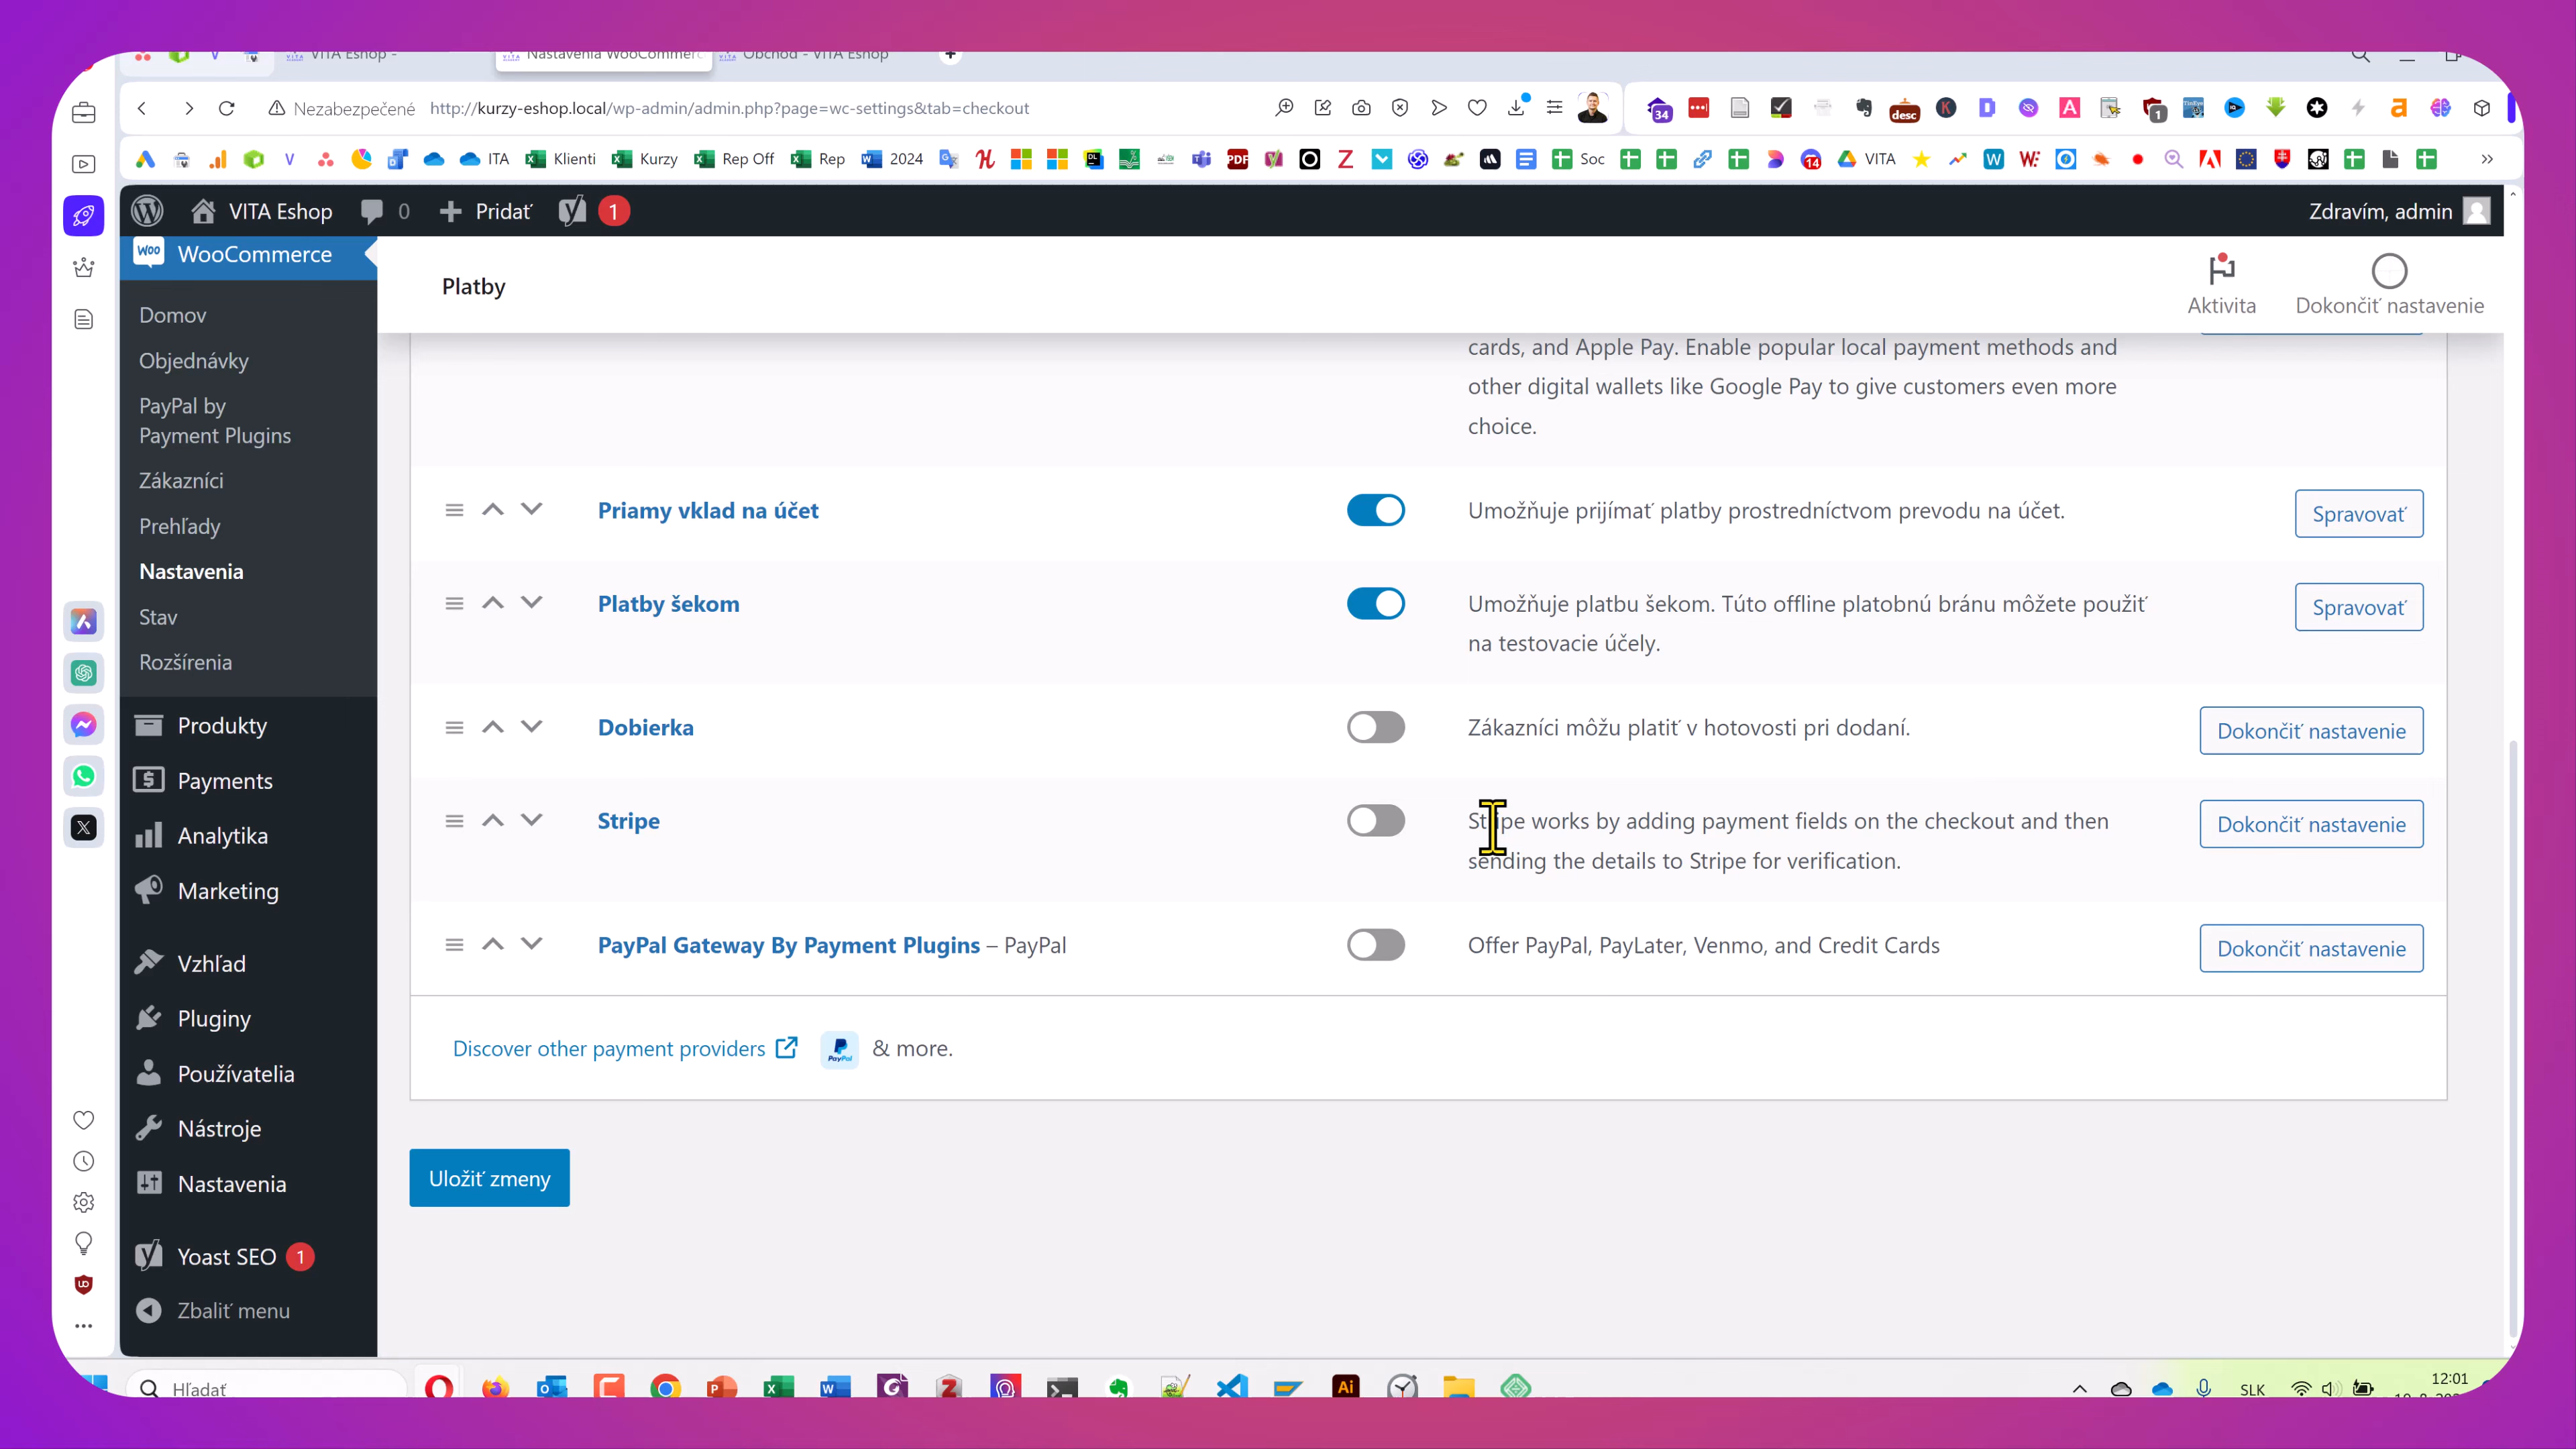 VITA Eshop -
Nastavenia WooCommerc
Obchod - VITA Eshop
Nezabezpečené http://kurzy-eshop.local/wp-admin/admin.php?page=wc-settings&tab=checkout
34
desc
1
ITA Klienti Kurzy Rep Off Rep 2024 Soc 14 VITA
VITA Eshop 0 Pridať 1
Zdravím, admin
WooCommerce
Domov
Objednávky
PayPal by
Payment Plugins
Zákazníci
Prehľady
Nastavenia
Stav
Rozšírenia
Produkty
Payments
Analytika
Marketing
Vzhľad
Pluginy
Používatelia
Nástroje
Nastavenia
Yoast SEO 1
Zbaliť menu
Platby
Aktivita
Dokončiť nastavenie
cards, and Apple Pay. Enable popular local payment methods and
other digital wallets like Google Pay to give customers even more
choice.
Priamy vklad na účet
Umožňuje prijímať platby prostredníctvom prevodu na účet.
Spravovať
Platby šekom
Umožňuje platbu šekom. Túto offline platobnú bránu môžete použiť
na testovacie účely.
Spravovať
Dobierka
Zákazníci môžu platiť v hotovosti pri dodaní.
Dokončiť nastavenie
Stripe
Stripe works by adding payment fields on the checkout and then
sending the details to Stripe for verification.
Dokončiť nastavenie
PayPal Gateway By Payment Plugins – PayPal
Offer PayPal, PayLater, Venmo, and Credit Cards
Dokončiť nastavenie
Discover other payment providers PayPal & more.
Uložiť zmeny
Hľadať
SLK
12:01